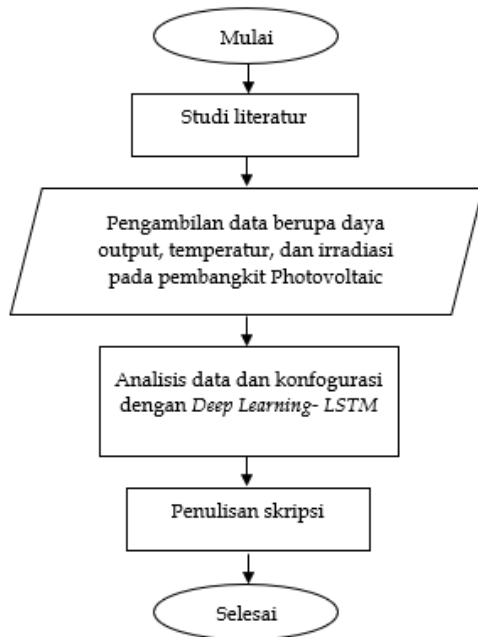 Mulai
Studi literatur
Pengambilan data berupa daya
output, temperatur, dan irradiasi
pada pembangkit Photovoltaic
Analisis data dan konfogurasi
dengan Deep Learning- LSTM
Penulisan skripsi
Selesai